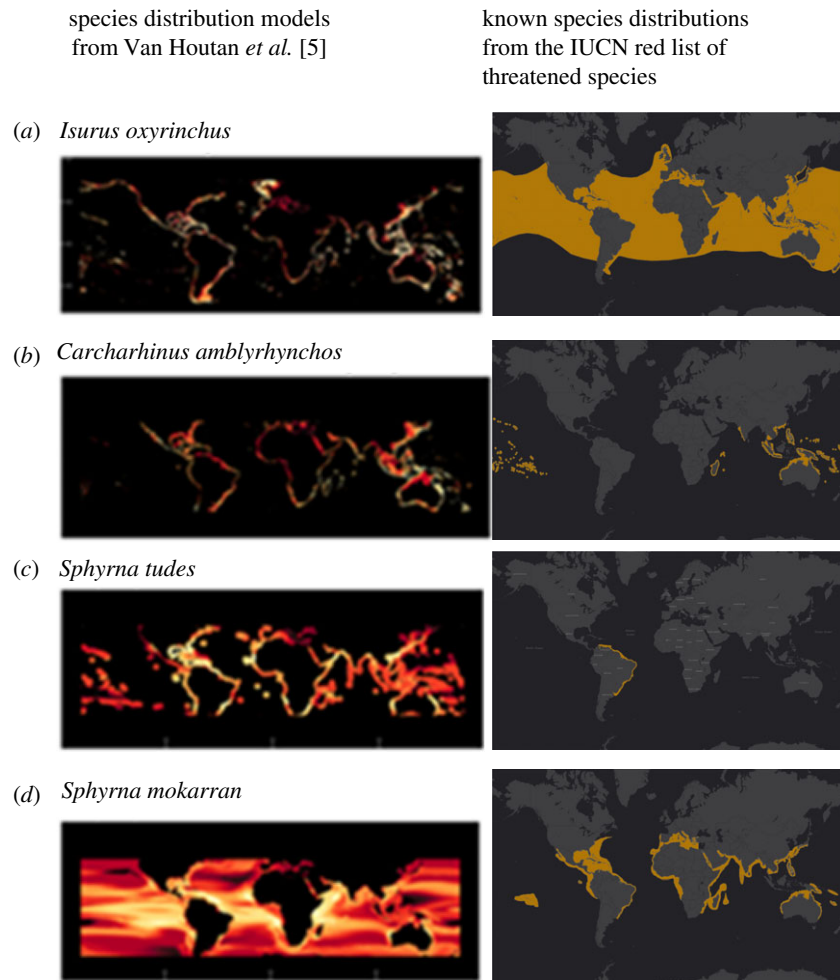 species distribution models
from Van Houtan et al. [5]
known species distributions
from the IUCN red list of
threatened species
(a) Isurus oxyrinchus
(b) Carcharhinus amblyrhynchos
(c) Sphyrna tudes
(d) Sphyrna mokarran